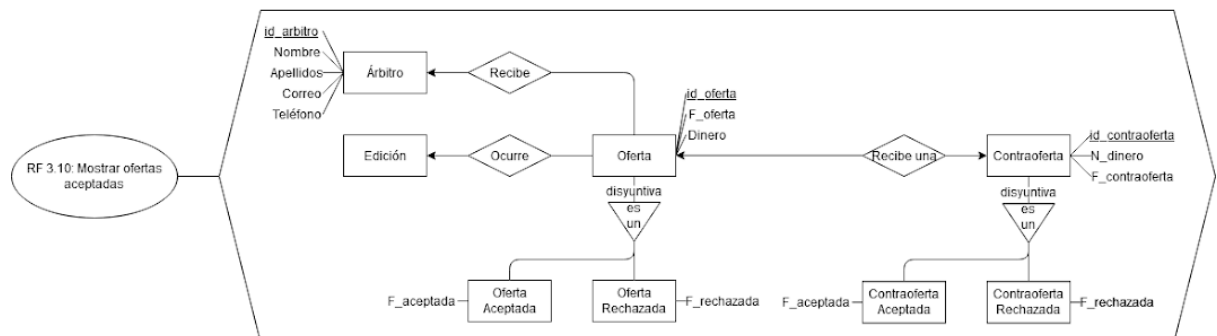 RF 3.10: Mostrar ofertas
aceptadas
id_arbitro
Nombre
Apellidos
Correo
Teléfono
Árbitro
Recibe
id_oferta
F_oferta
Dinero
Edición
Ocurre
Oferta
Recibe una
Contraoferta
id_contraoferta
N_dinero
F_contraoferta
disyuntiva
es
un
F_aceptada
Oferta
Aceptada
Oferta
Rechazada
F_rechazada
disyuntiva
es
un
F_aceptada
Contraoferta
Aceptada
Contraoferta
Rechazada
F_rechazada